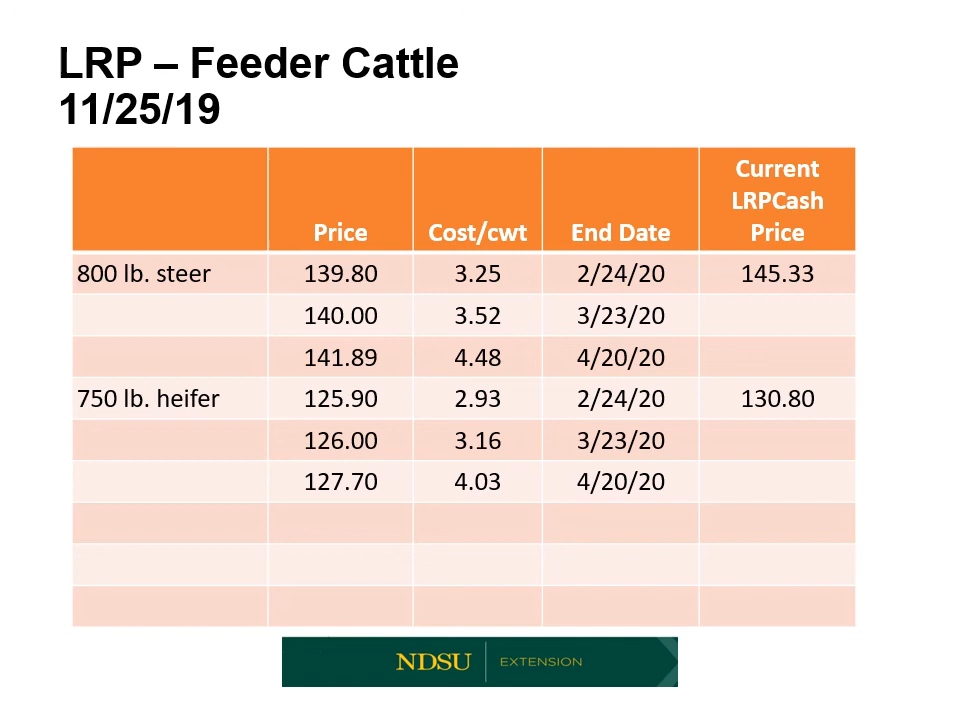 LRP – Feeder Cattle
11/25/19
Price Cost/cwt End Date Current LRPCash Price
800 lb. steer 139.80 3.25 2/24/20 145.33
140.00 3.52 3/23/20
141.89 4.48 4/20/20
750 lb. heifer 125.90 2.93 2/24/20 130.80
126.00 3.16 3/23/20
127.70 4.03 4/20/20
NDSU EXTENSION